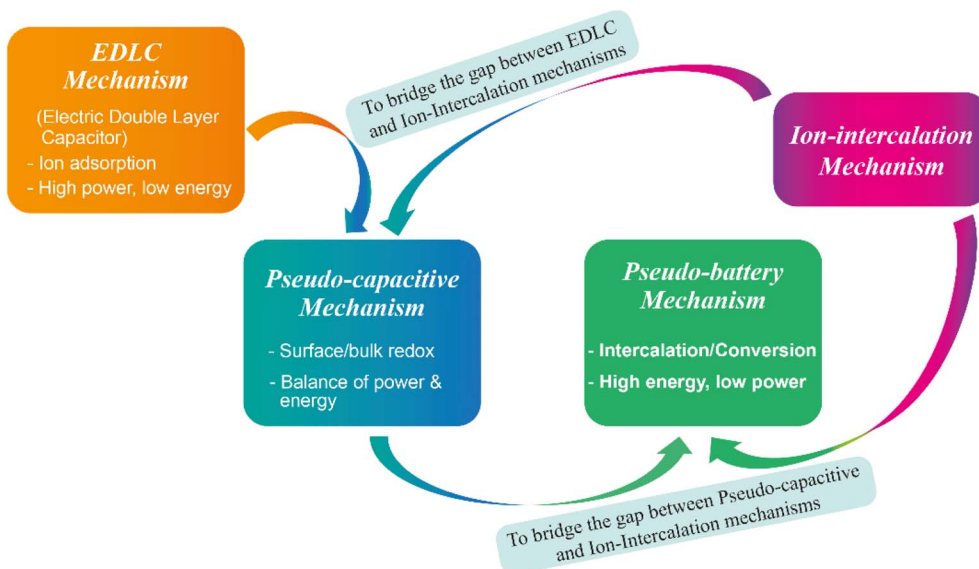 EDLC
Mechanism
(Electric Double Layer
Capacitor)
- Ion adsorption
- High power, low energy
To bridge the gap between EDLC
and Ion-Intercalation mechanisms
Ion-intercalation
Mechanism
Pseudo-capacitive
Mechanism
- Surface/bulk redox
- Balance of power &
energy
Pseudo-battery
Mechanism
- Intercalation/Conversion
- High energy, low power
To bridge the gap between Pseudo-capacitive
and Ion-Intercalation mechanisms